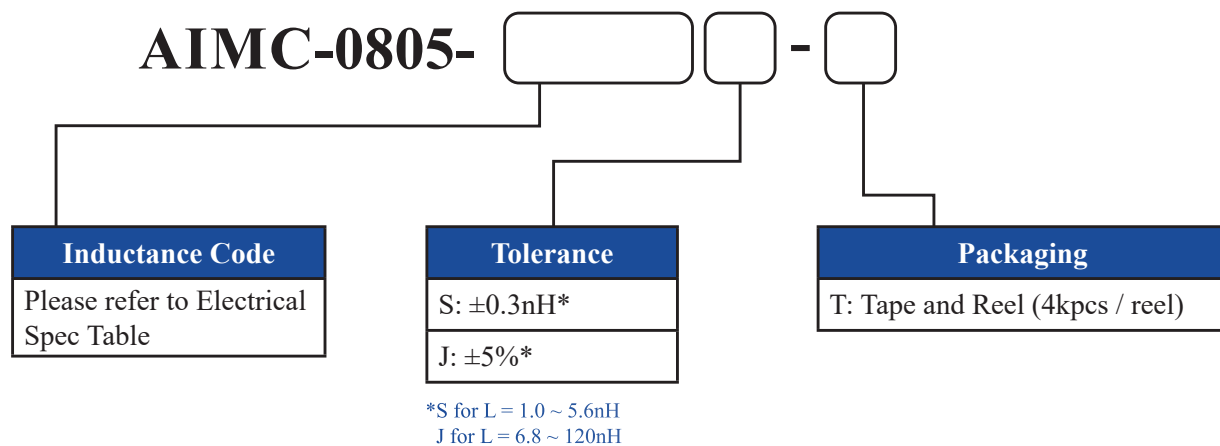 AIMC-0805- -
Inductance Code
Please refer to Electrical
Spec Table
Tolerance
S: ±0.3nH*
J: ±5%*
*S for L = 1.0 ~ 5.6nH
J for L = 6.8 ~ 120nH
Packaging
T: Tape and Reel (4kpcs / reel)